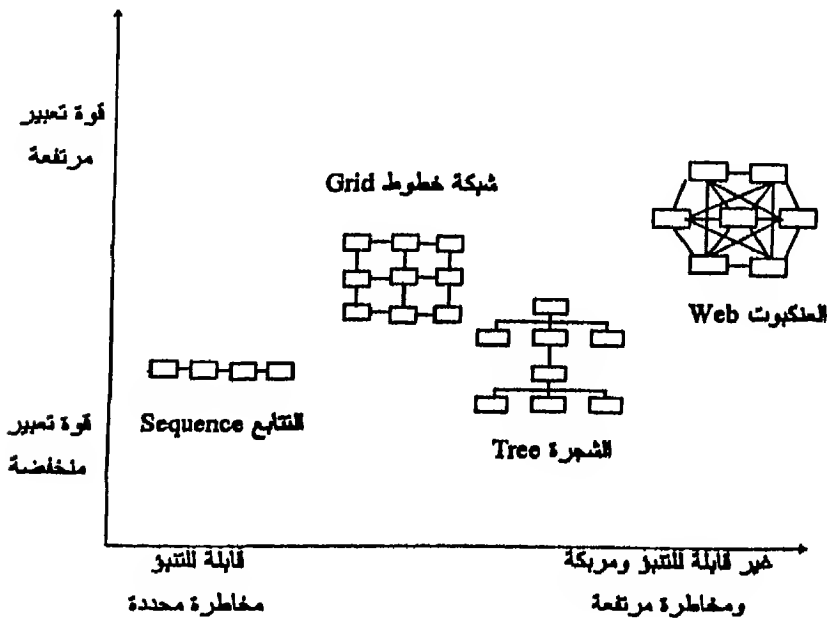 قوة تعبير
مرتفعة
شبكة خطوط Grid
العنكبوت Web
التتابع Sequence
الشجرة Tree
قوة تعبير
منخفضة
قابلة للتنبؤ
مخاطرة محددة
غير قابلة للتنبؤ ومربكة
ومخاطرة مرتفعة